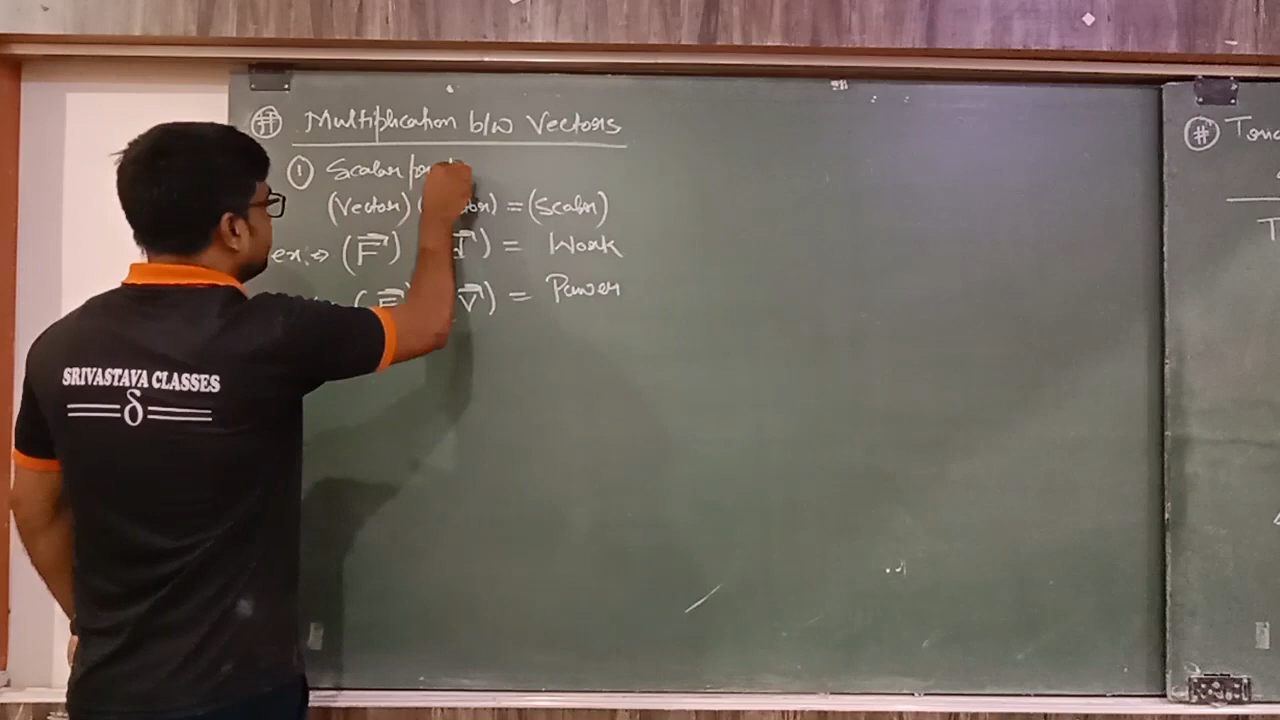 # Multiplication b/w Vectors
① Scalar
(Vector) = (Scalar)
ex:→ (F⃗) = Work
(F⃗) (V⃗) = Power
SRIVASTAVA CLASSES
δ
#